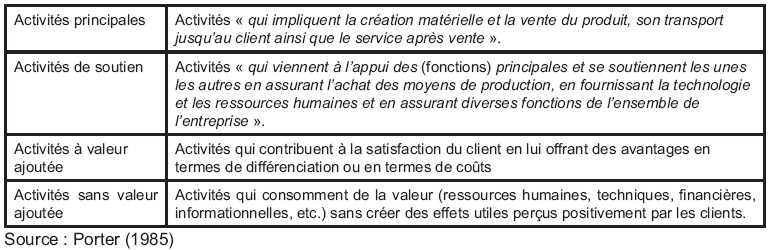 Activités principales
Activités « qui impliquent la création matérielle et la vente du produit, son transport
jusqu'au client ainsi que le service après vente ».
Activités de soutien
Activités « qui viennent à l'appui des (fonctions) principales et se soutiennent les unes
les autres en assurant l'achat des moyens de production, en fournissant la technologie
et les ressources humaines et en assurant diverses fonctions de l'ensemble de
l'entreprise ».
Activités à valeur
ajoutée
Activités qui contribuent à la satisfaction du client en lui offrant des avantages en
termes de différenciation ou en termes de coûts
Activités sans valeur
ajoutée
Activités qui consomment de la valeur (ressources humaines, techniques, financières,
informationnelles, etc.) sans créer des effets utiles perçus positivement par les clients.
Source : Porter (1985)